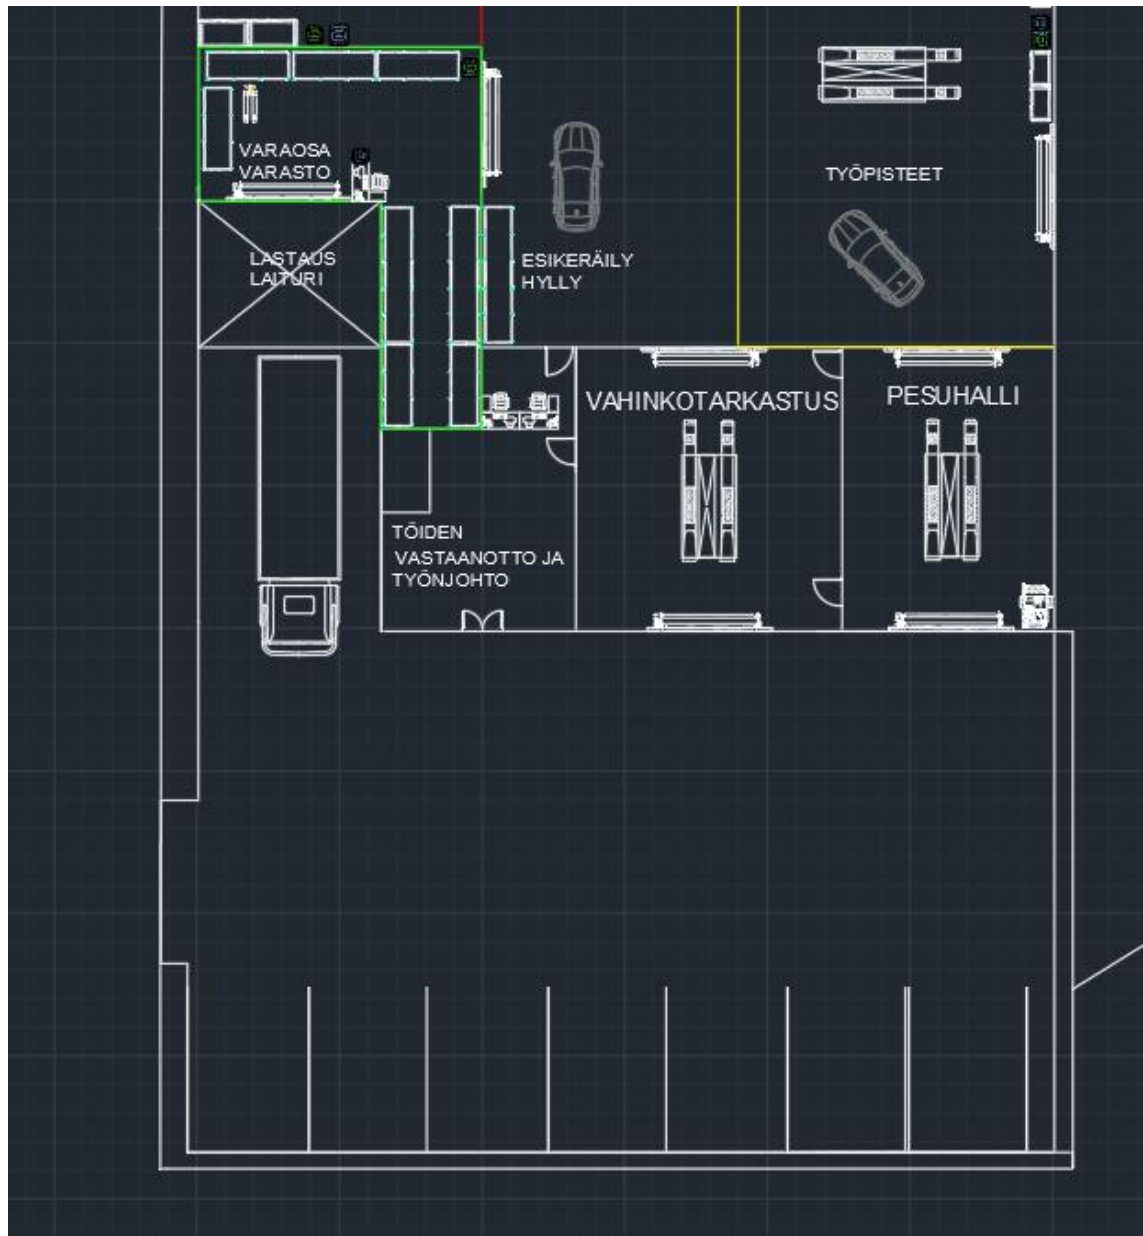 VARAOSA
VARASTO
TYÖPISTEET
LASTAUS
LAITURI
ESIKERÄILY
HYLLY
VAHINKOTARKASTUS
PESUHALLI
TÖIDEN
VASTAANOTTO JA
TYÖNJOHTO